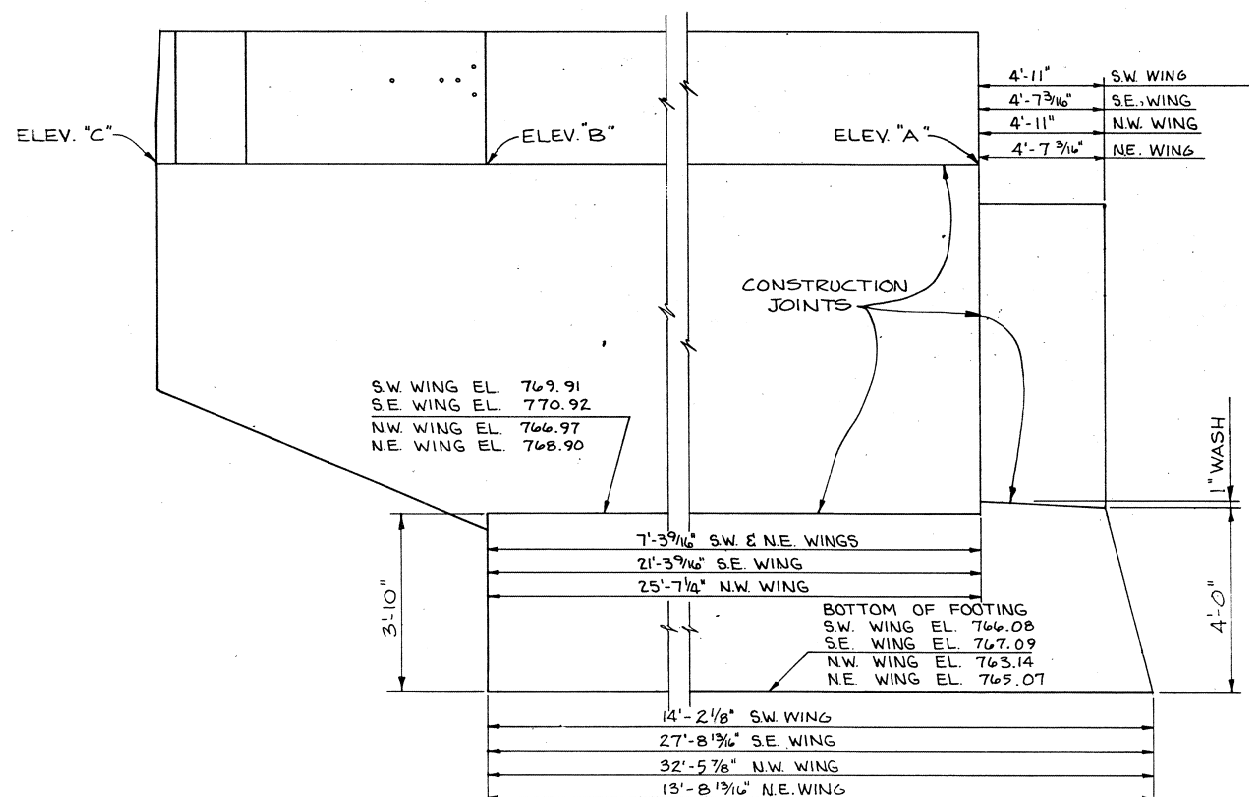 4'-11" S.W. WING
4'-7 3/16" S.E. WING
4'-11" N.W. WING
4'-7 3/16" N.E. WING
ELEV. "C"
ELEV. "B"
ELEV. "A"
CONSTRUCTION
JOINTS
S.W. WING EL. 769.91
S.E. WING EL. 770.92
N.W. WING EL. 766.97
N.E. WING EL. 768.90
1" WASH
7'-3 9/16" S.W. & N.E. WINGS
21'-3 9/16" S.E. WING
25'-7 1/4" N.W. WING
3'-10"
4'-0"
BOTTOM OF FOOTING
S.W. WING EL. 766.08
S.E. WING EL. 767.09
N.W. WING EL. 763.14
N.E. WING EL. 765.07
14'-2 1/8" S.W. WING
27'-8 13/16" S.E. WING
32'-5 7/8" N.W. WING
13'-8 13/16" N.E. WING